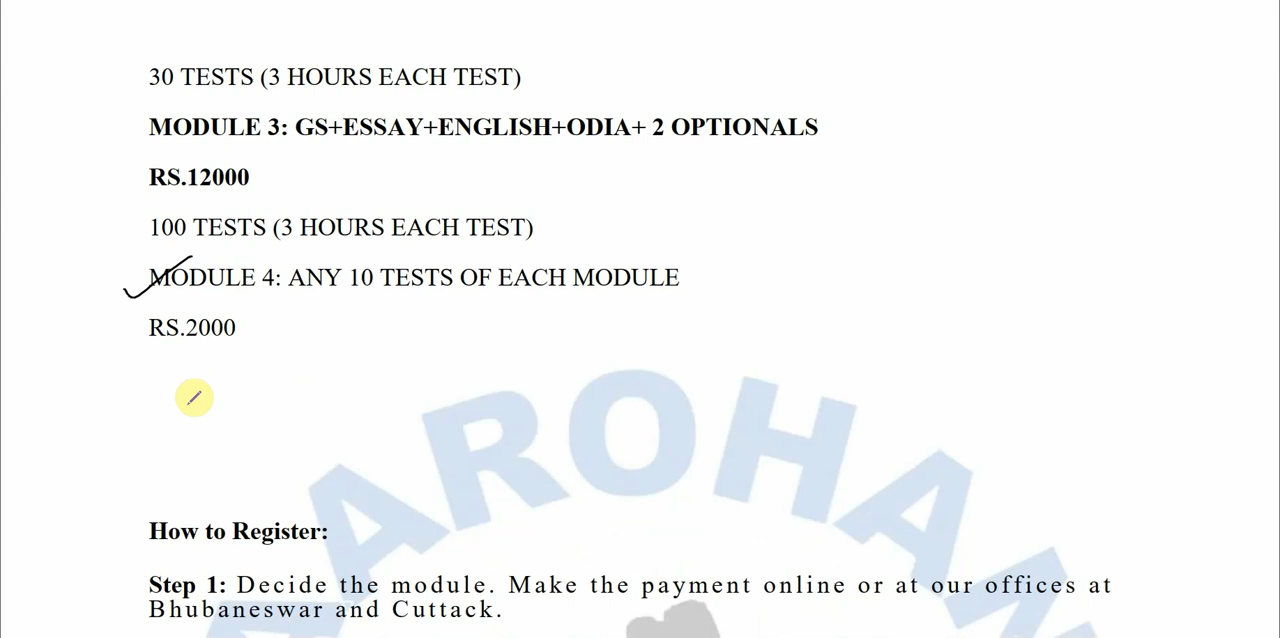 30 TESTS (3 HOURS EACH TEST)
MODULE 3: GS+ESSAY+ENGLISH+ODIA+ 2 OPTIONALS
RS.12000
100 TESTS (3 HOURS EACH TEST)
MODULE 4: ANY 10 TESTS OF EACH MODULE
RS.2000
AROHAN
How to Register:
Step 1: Decide the module. Make the payment online or at our offices at
Bhubaneswar and Cuttack.